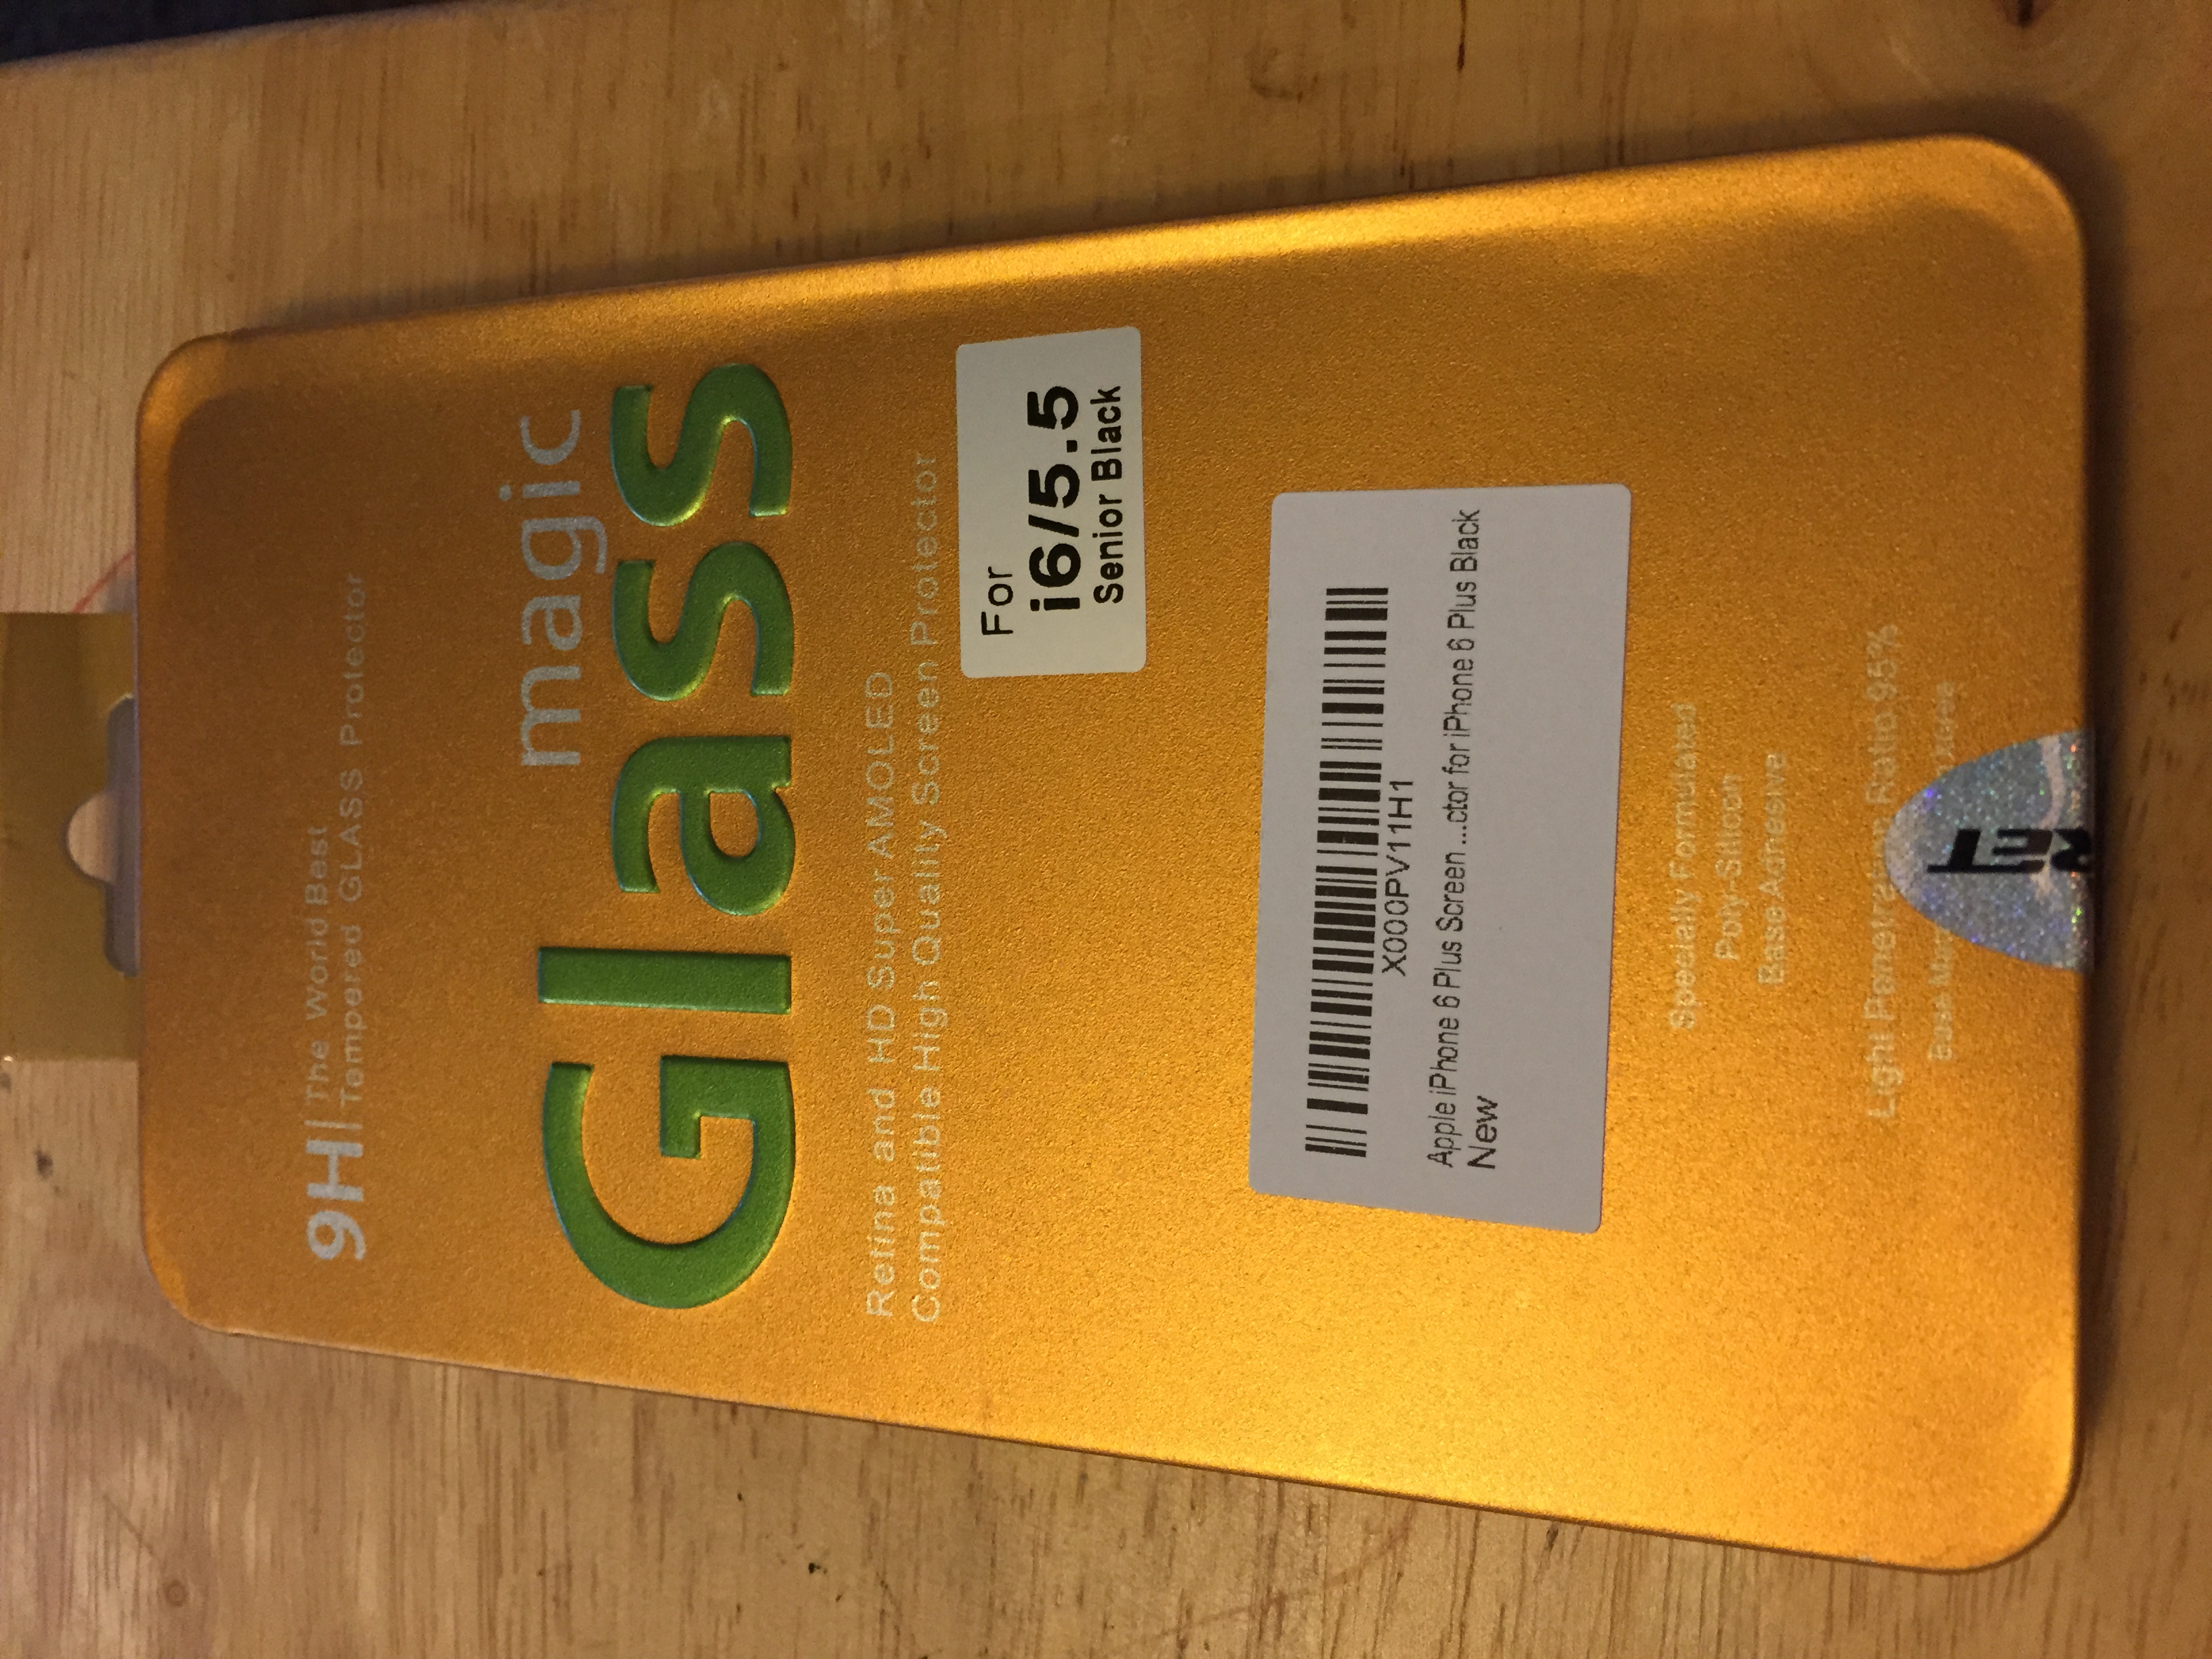 9H The World Best
Tempered GLASS Protector
magic
Glass
Retina and HD Super AMOLED
Compatible High Quality Screen Protector
For
i6/5.5
Senior Black
X000PV11H1
Apple iPhone 6 Plus Screen ...ctor for iPhone 6 Plus Black
New
Specially Formulated
Poly-Silicon
Base Adhesive
Light Penetration Ratio 95%
Ease
RET